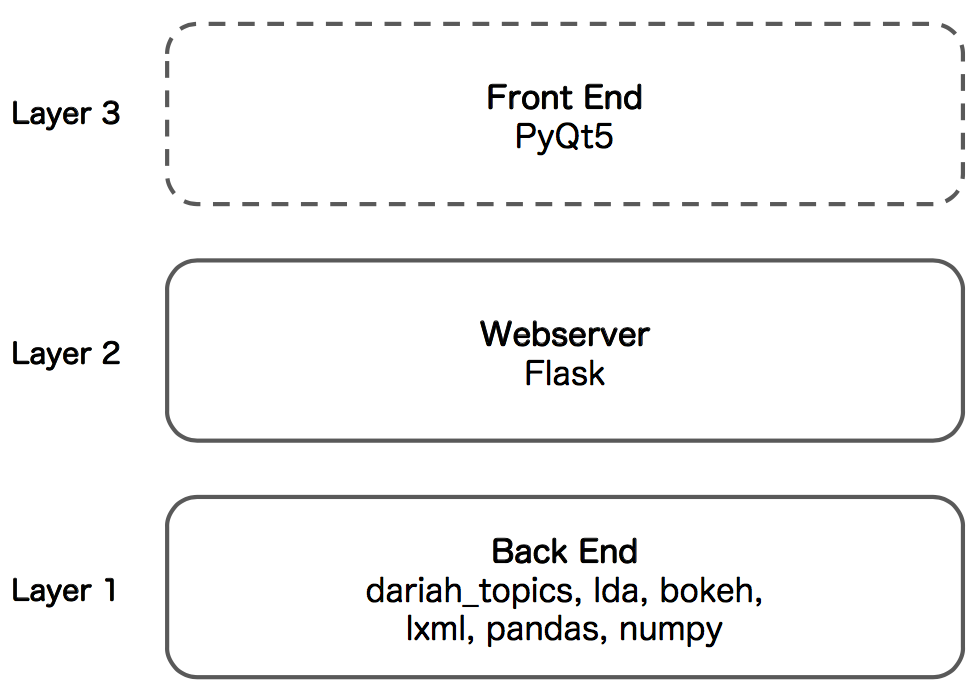 Layer 3
Front End
PyQt5
Layer 2
Webserver
Flask
Layer 1
Back End
dariah_topics, lda, bokeh,
lxml, pandas, numpy